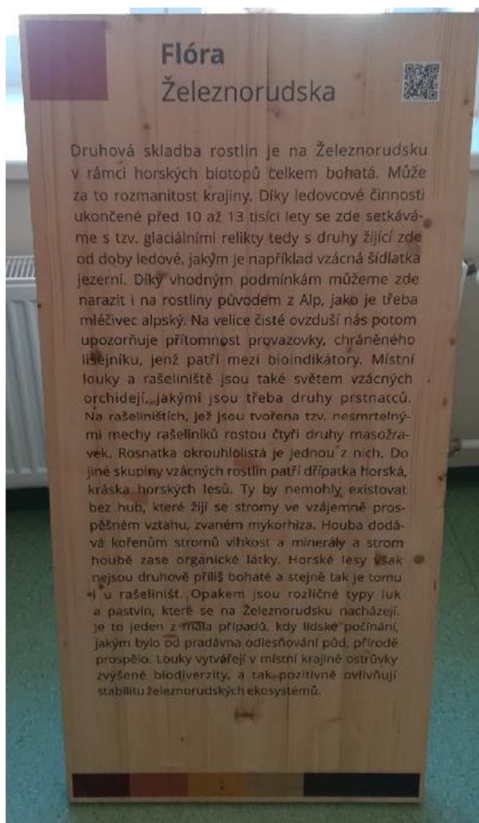 Flóra
Železnorudska
Druhová skladba rostlin je na Železnorudsku
v rámci horských biotopů celkem bohatá. Může
za to rozmanitost krajiny. Díky ledovcové činnosti
ukončené před 10 až 13 tisíci lety se zde setkává-
me s tzv. glaciálními relikty tedy s druhy žijící zde
od doby ledové, jakým je například vzácná šídlatka
jezerní. Díky vhodným podmínkám můžeme zde
narazit i na rostliny původem z Alp, jako je třeba
mléčivec alpský. Na velice čisté ovzduší nás potom
upozorňuje přítomnost provazovky, chráněného
lišejníku, jenž patří mezi bioindikátory. Místní
louky a rašeliniště jsou také světem vzácných
orchidejí, jakými jsou třeba druhy prstnatců.
Na rašeliništích, jež jsou tvořena tzv. nesmrtelný-
mi mechy rašeliníků rostou čtyři druhy masožra-
vek. Rosnatka okrouhlolistá je jednou z nich. Do
jiné skupiny vzácných rostlin patří dřípatka horská,
kráska horských lesů. Ty by nemohly existovat
bez hub, které žijí se stromy ve vzájemně pros-
pěšném vztahu, zvaném mykorhiza. Houba dodá-
vá kořenům stromů vlhkost a minerály a strom
houbě zase organické látky. Horské lesy však
nejsou druhově příliš bohaté a stejně tak je tomu
i u rašelinišť. Opakem jsou rozličné typy luk
a pastvin, které se na Železnorudsku nacházejí.
Je to jeden z mála případů, kdy lidské počínání,
jakým bylo od pradávna odlesňování půd, přírodě
prospělo. Louky vytvářejí v místní krajině ostrůvky
zvýšené biodiverzity, a tak pozitivně ovlivňují
stabilitu železnorudských ekosystémů.